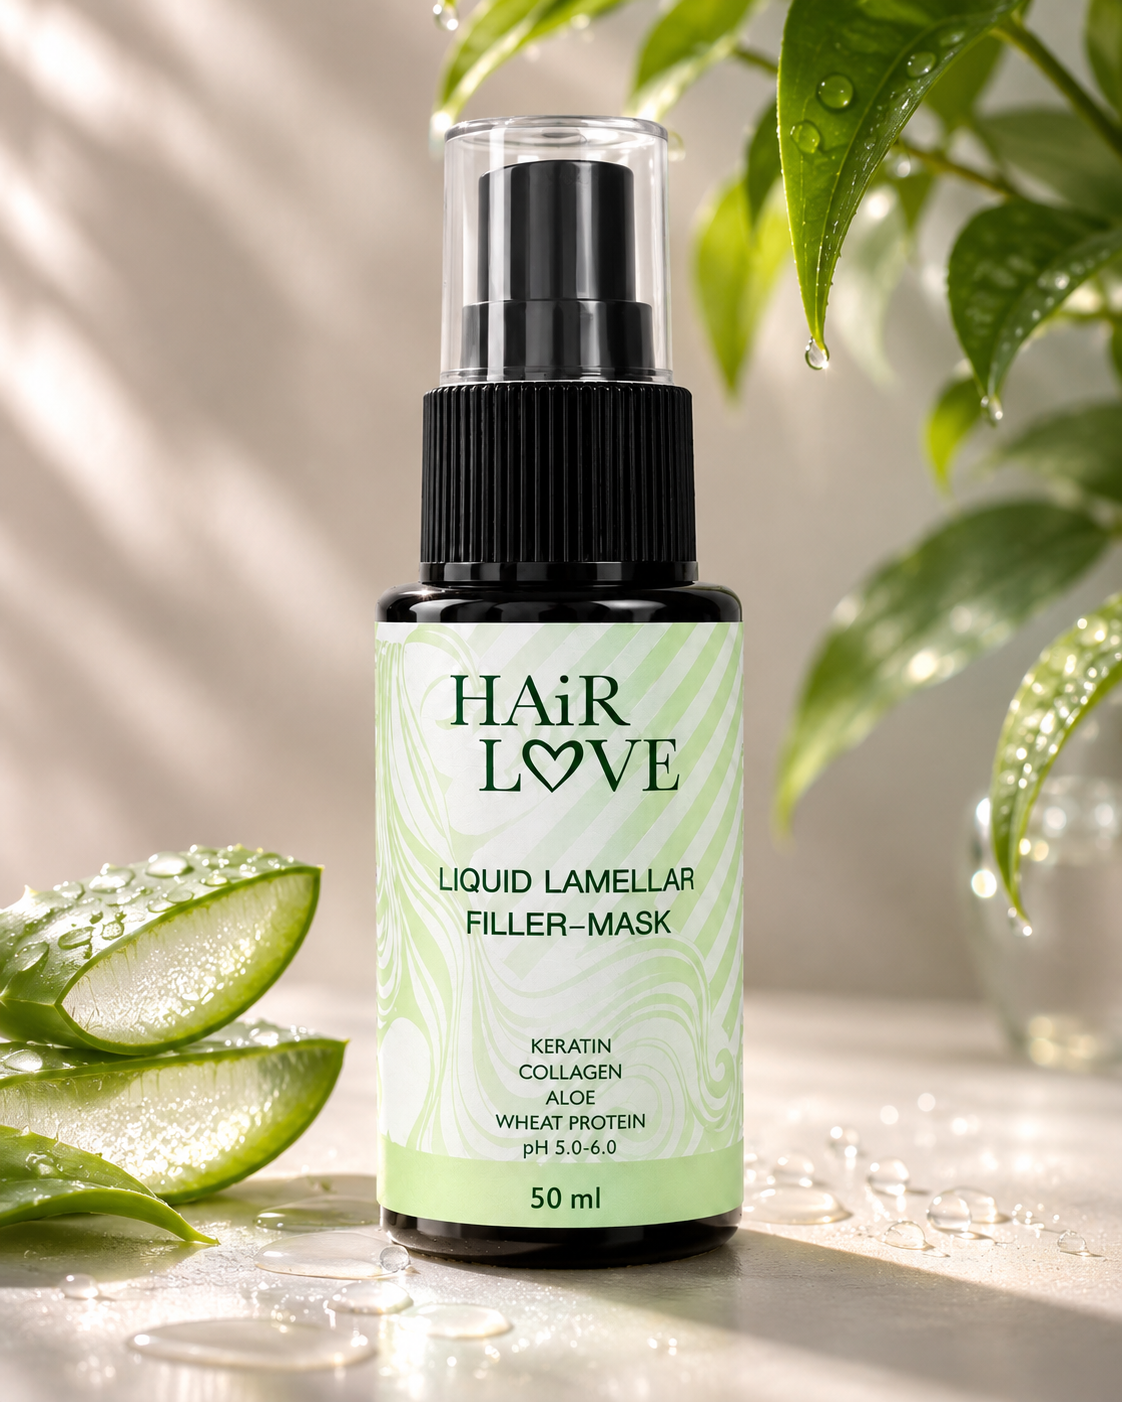 HAiR
LOVE
LIQUID LAMELLAR
FILLER-MASK
KERATIN
COLLAGEN
ALOE
WHEAT PROTEIN
pH 5.0-6.0
50 ml